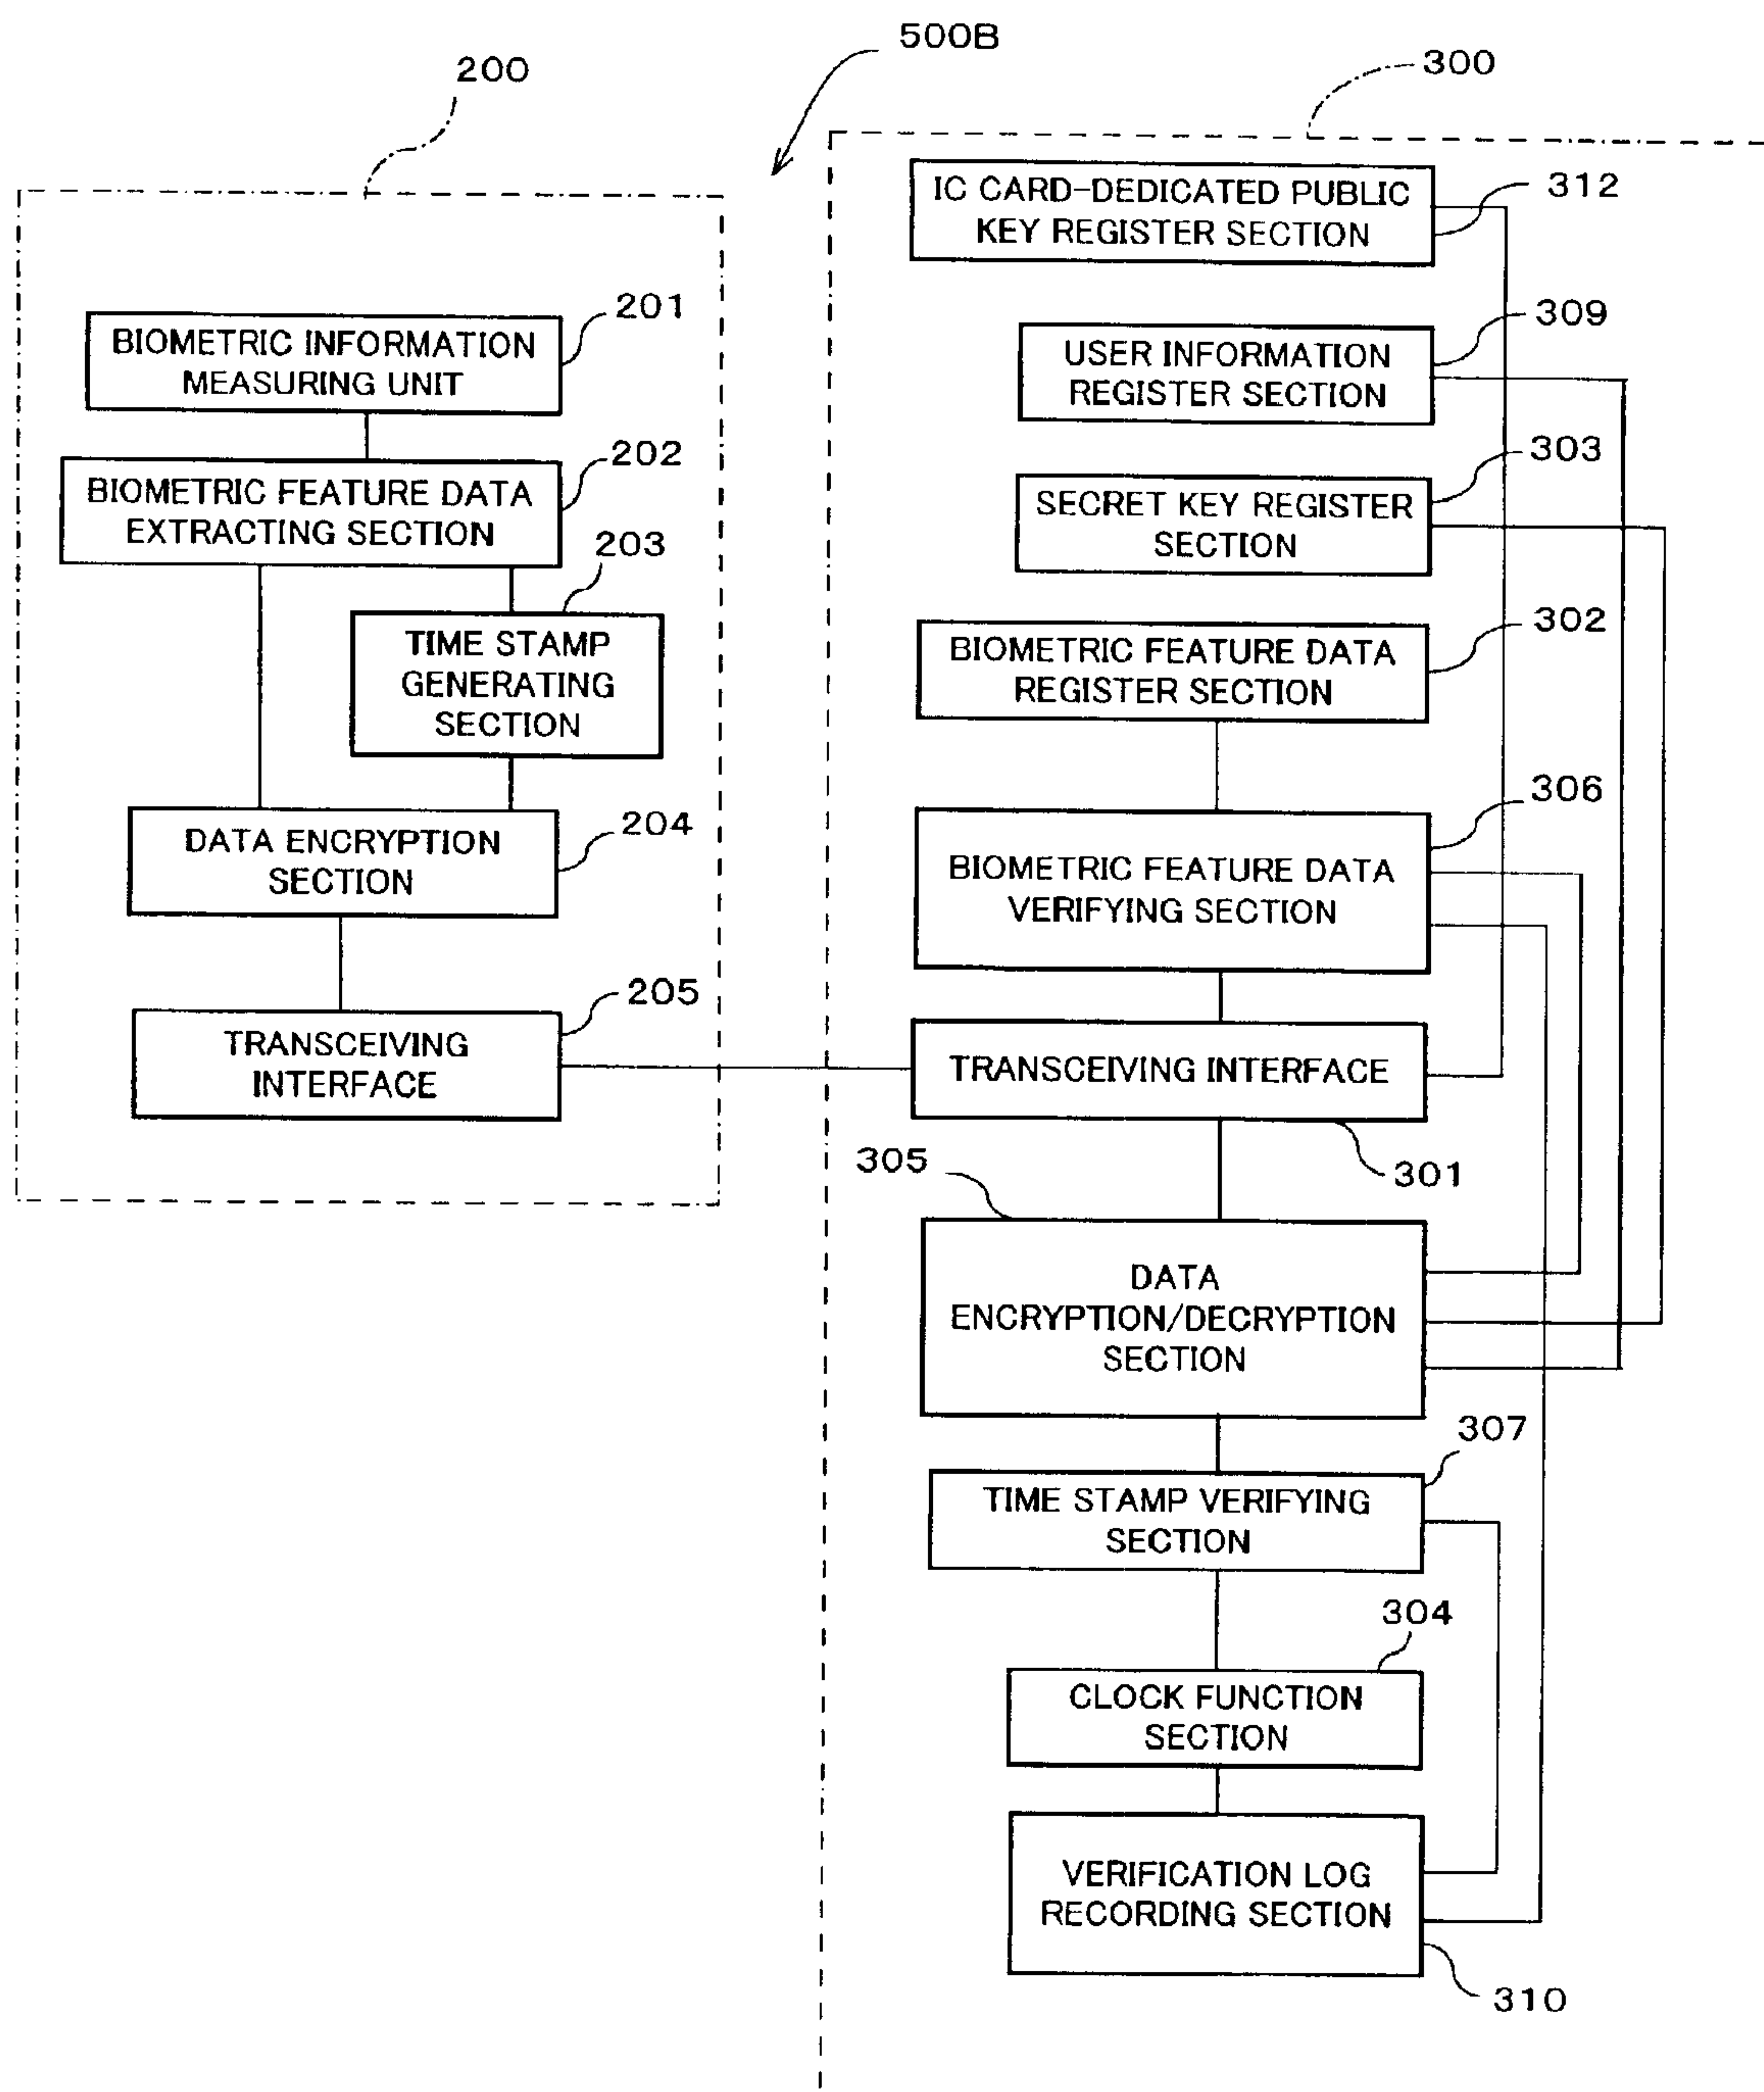 500B
200
300
IC CARD-DEDICATED PUBLIC
KEY REGISTER SECTION
312
201
BIOMETRIC INFORMATION
MEASURING UNIT
309
USER INFORMATION
REGISTER SECTION
202
BIOMETRIC FEATURE DATA
EXTRACTING SECTION
303
SECRET KEY REGISTER
SECTION
203
TIME STAMP
GENERATING
SECTION
302
BIOMETRIC FEATURE DATA
REGISTER SECTION
204
DATA ENCRYPTION
SECTION
306
BIOMETRIC FEATURE DATA
VERIFYING SECTION
205
TRANSCEIVING
INTERFACE
TRANSCEIVING INTERFACE
301
305
DATA
ENCRYPTION/DECRYPTION
SECTION
307
TIME STAMP VERIFYING
SECTION
304
CLOCK FUNCTION
SECTION
VERIFICATION LOG
RECORDING SECTION
310